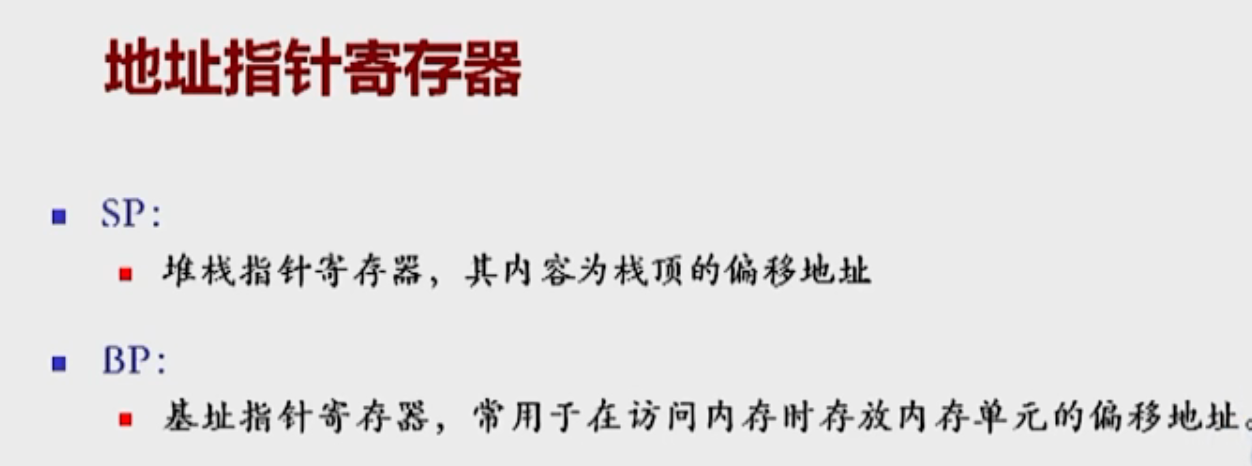 地址指针寄存器
SP：
堆栈指针寄存器，其内容为栈顶的偏移地址
BP：
基址指针寄存器，常用于在访问内存时存放内存单元的偏移地址。